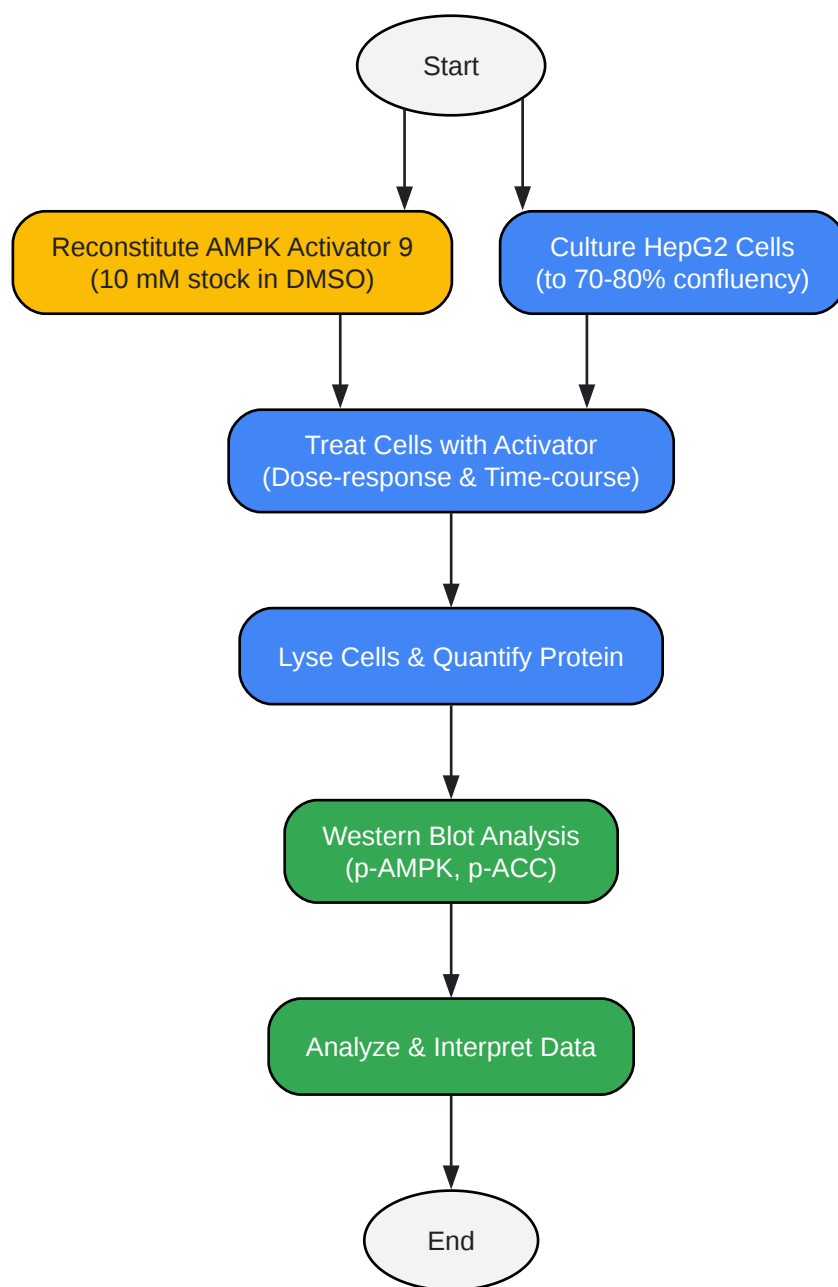 Start
Reconstitute AMPK Activator 9
(10 mM stock in DMSO)
Culture HepG2 Cells
(to 70-80% confluency)
Treat Cells with Activator
(Dose-response & Time-course)
Lyse Cells & Quantify Protein
Western Blot Analysis
(p-AMPK, p-ACC)
Analyze & Interpret Data
End